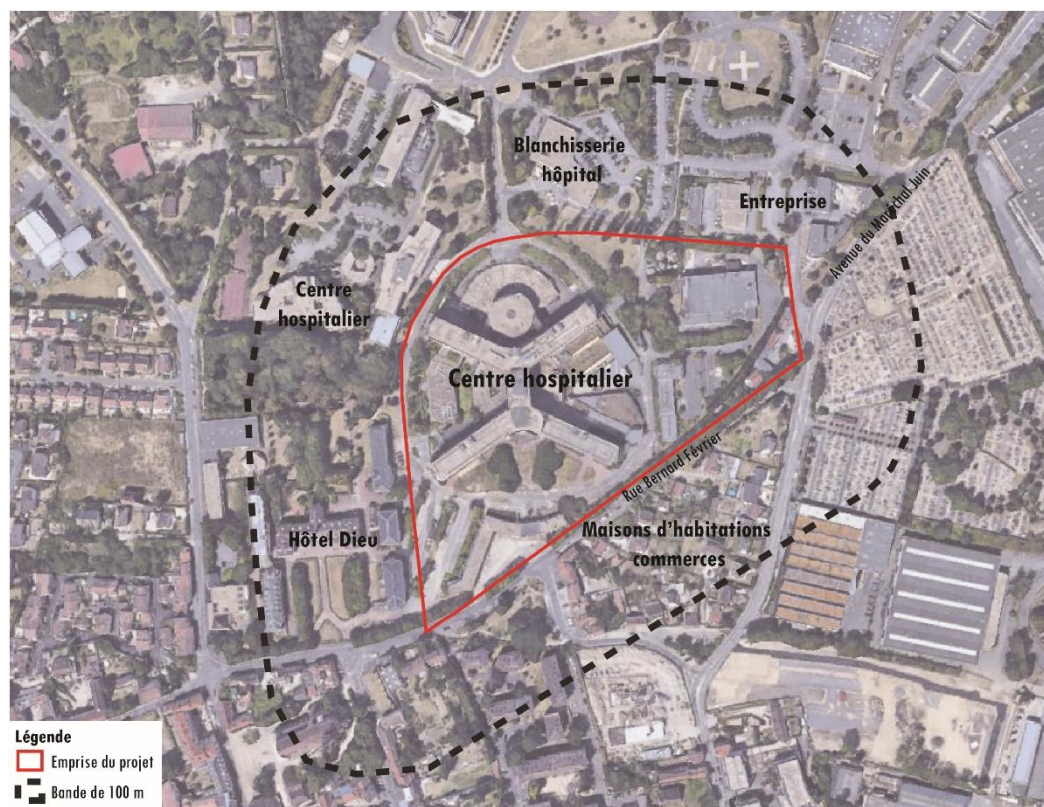 Blanchisserie
hôpital
Entreprise
Avenue du Maréchal Juin
Centre
hospitalier
Centre hospitalier
Rue Bernard Février
Maisons d'habitations
commerces
Hôtel Dieu
Légende
Emprise du projet
Bande de 100 m